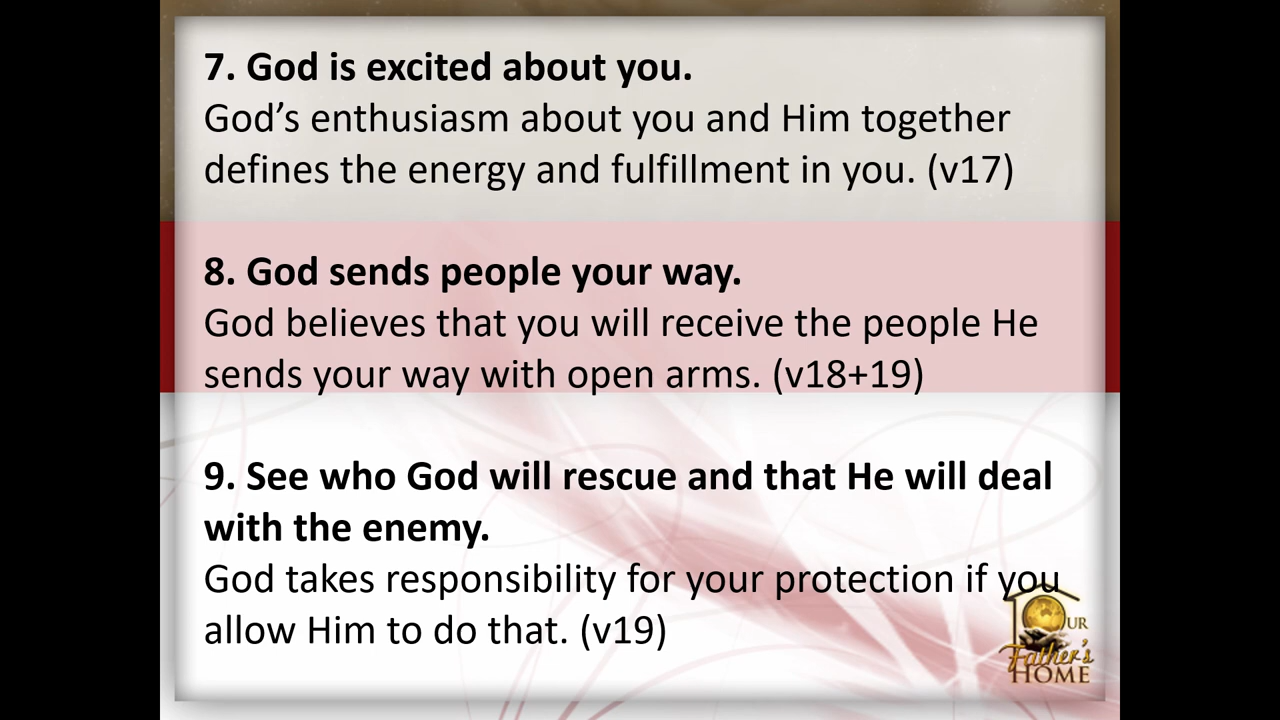 7. God is excited about you.
God’s enthusiasm about you and Him together
defines the energy and fulfillment in you. (v17)
8. God sends people your way.
God believes that you will receive the people He
sends your way with open arms. (v18+19)
9. See who God will rescue and that He will deal
with the enemy.
God takes responsibility for your protection if you
allow Him to do that. (v19)
OUR
Father's
HOME